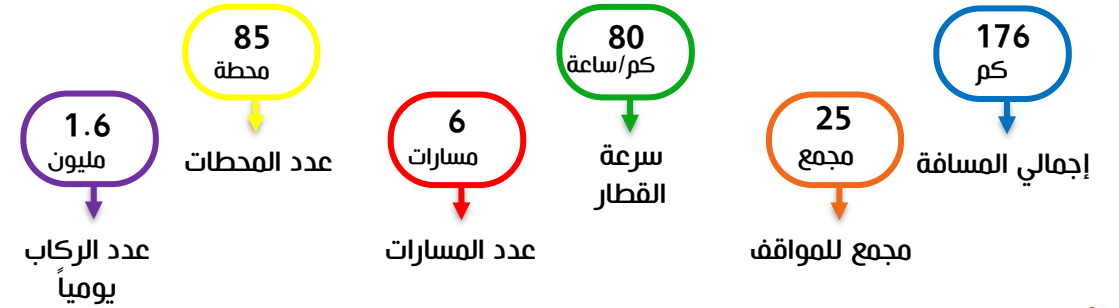 176
كم
إجمالي المسافة
25
مجمع
مجمع للمواقف
80
كم/ساعة
سرعة
القطار
6
مسارات
عدد المسارات
85
محطة
عدد المحطات
1.6
مليون
عدد الركاب
يومياً